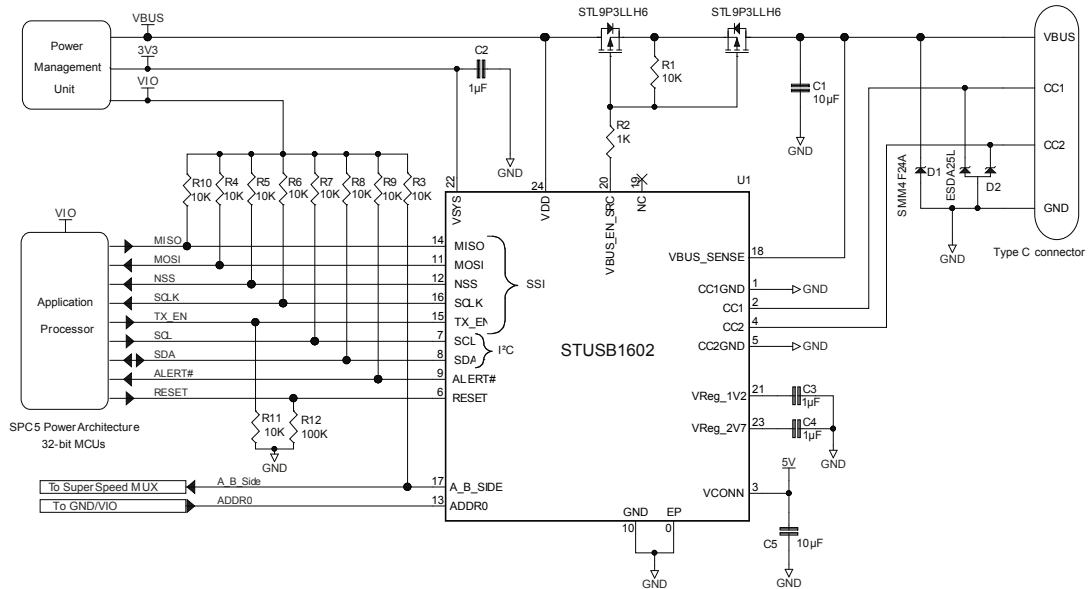 STL9P3LLH6
STL9P3LLH6
VBUS
3V3
VIO
Power
Management
Unit
C2
1µF
GND
R1
10K
R2
1K
C1
10µF
GND
VBUS
CC1
CC2
GND
Type C connector
SMM4F24A
D1
ESDA25L
D2
GND
R10
10K
R4
10K
R5
10K
R6
10K
R7
10K
R8
10K
R9
10K
R3
10K
22
VSYS
24
VDD
20
VBUS_EN_SRC
19
NC
U1
VIO
Application
Processor
SPC5 Power Architecture
32-bit MCUs
MISO
14
MISO
MOSI
11
MOSI
NSS
12
NSS
SCLK
16
SCLK
TX_EN
15
TX_EN
SSI
SCL
7
SCL
SDA
8
SDA
I²C
ALERT#
9
ALERT#
RESET
6
RESET
R11
10K
R12
100K
GND
STUSB1602
VBUS_SENSE
18
CC1GND
1
GND
CC1
2
CC2
4
CC2GND
5
GND
VReg_1V2
21
C3
1µF
VReg_2V7
23
C4
1µF
GND
5V
VCONN
3
C5
10µF
GND
To SuperSpeed MUX
A_B_Side
17
A_B_SIDE
To GND/VIO
ADDR0
13
ADDR0
GND
10
EP
0
GND